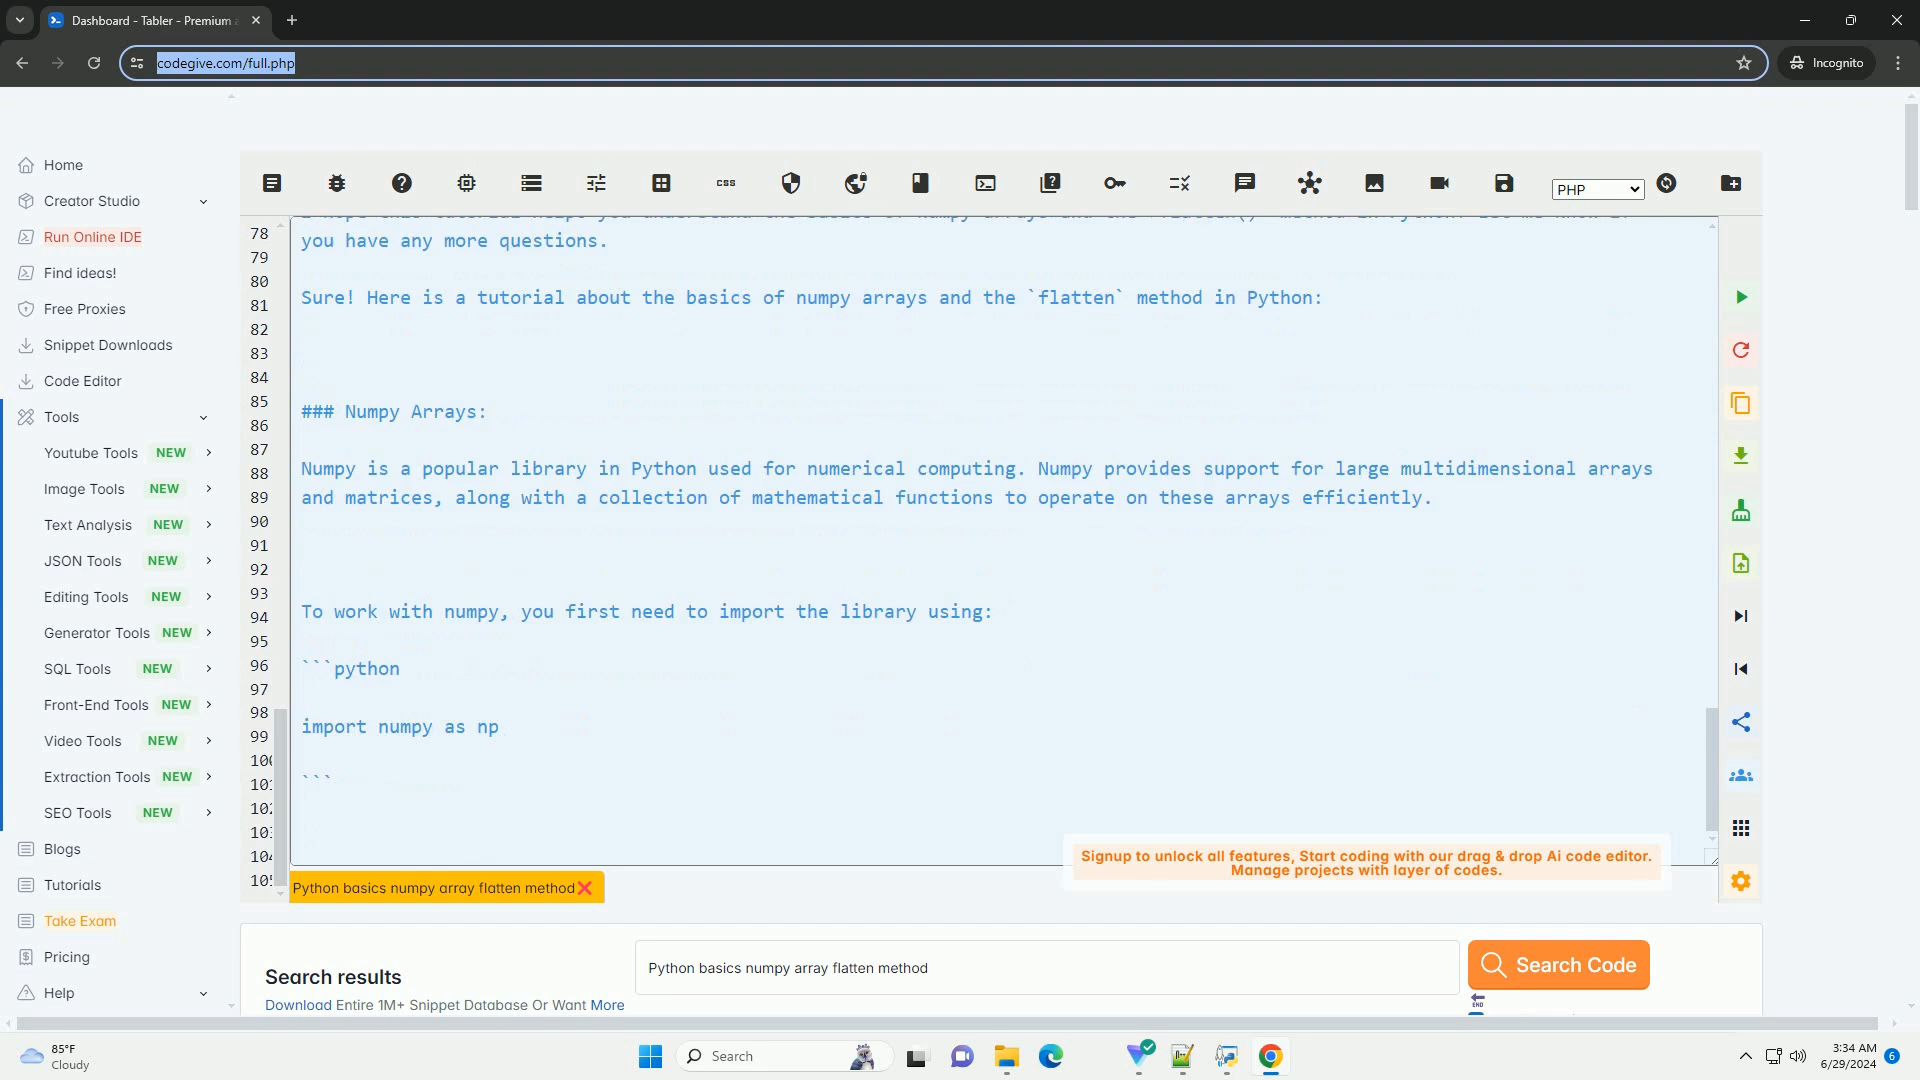 Dashboard - Tabler - Premium
codegive.com/full.php
Incognito
Home
Creator Studio
Run Online IDE
Find ideas!
Free Proxies
Snippet Downloads
Code Editor
Tools
Youtube Tools NEW
Image Tools NEW
Text Analysis NEW
JSON Tools NEW
Editing Tools NEW
Generator Tools NEW
SQL Tools NEW
Front-End Tools NEW
Video Tools NEW
Extraction Tools NEW
SEO Tools NEW
Blogs
Tutorials
Take Exam
Pricing
Help
css
PHP
78
79
80
81
82
83
84
85
86
87
88
89
90
91
92
93
94
95
96
97
98
99
you have any more questions.
Sure! Here is a tutorial about the basics of numpy arrays and the `flatten` method in Python:
### Numpy Arrays:
Numpy is a popular library in Python used for numerical computing. Numpy provides support for large multidimensional arrays
and matrices, along with a collection of mathematical functions to operate on these arrays efficiently.
To work with numpy, you first need to import the library using:
```python
import numpy as np
```
Signup to unlock all features, Start coding with our drag & drop Ai code editor.
Manage projects with layer of codes.
Python basics numpy array flatten method
Search results
Download Entire 1M+ Snippet Database Or Want More
Python basics numpy array flatten method
Search Code
END
85°F
Cloudy
Search
3:34 AM
6/29/2024
6